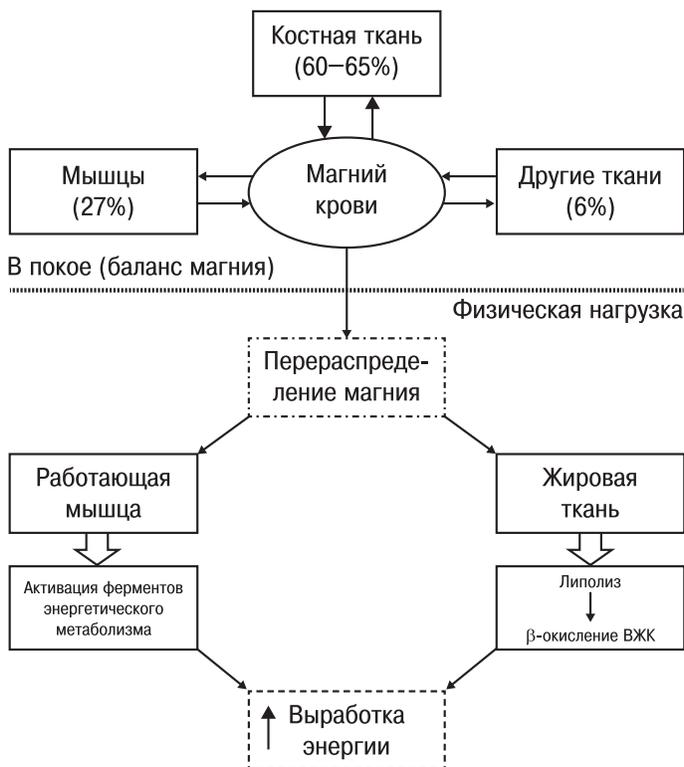 Костная ткань
(60–65%)
Мышцы
(27%)
Магний
крови
Другие ткани
(6%)
В покое (баланс магния)
Физическая нагрузка
Перераспреде-
ление магния
Работающая
мышца
Жировая
ткань
Активация ферментов
энергетического
метаболизма
Липолиз
β-окисление ВЖК
Выработка
энергии